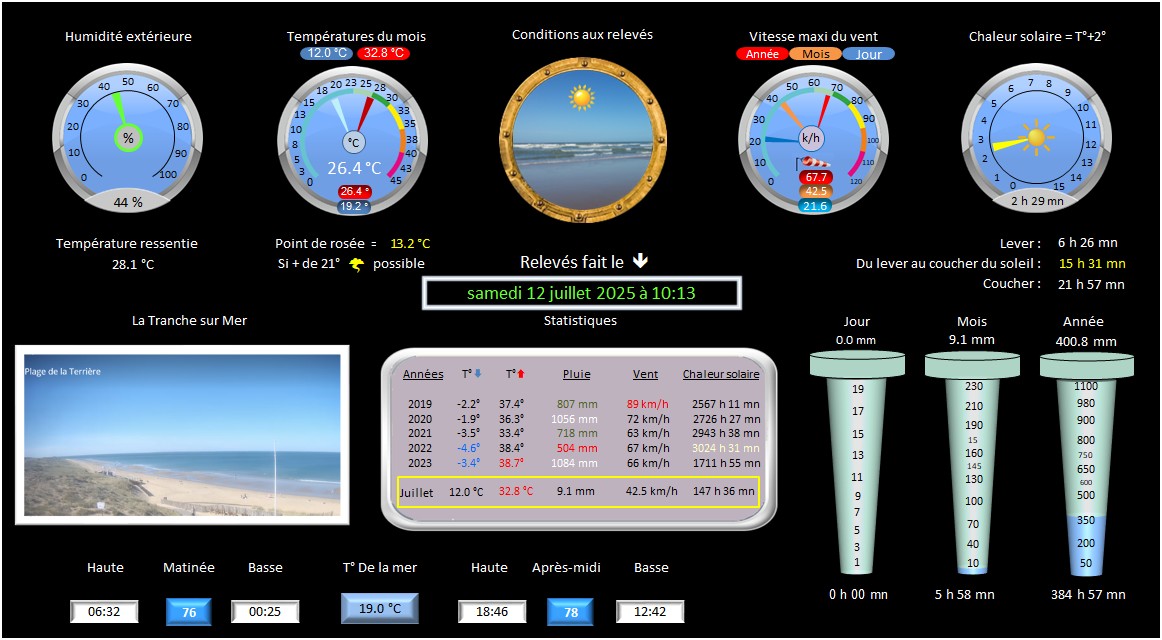 Humidité extérieure
Températures du mois
Conditions aux relevés
Vitesse maxi du vent
Chaleur solaire = T°+2°
12.0 °C 32.8 °C
Année Mois Jour
0 10 20 30 40 50 60 70 80 90 100
%
44 %
0 3 5 8 10 13 15 18 20 23 25 28 30 33 35 38 40 43 45
°C
26.4 °C
26.4 °
19.2 °
0 10 20 30 40 50 60 70 80 90 100 110 120
k/h
67.7
42.5
21.6
0 1 2 3 4 5 6 7 8 9 10 11 12 13 14 15
2 h 29 mn
Température ressentie
28.1 °C
Point de rosée = 13.2 °C
Si + de 21° possible
Relevés fait le
samedi 12 juillet 2025 à 10:13
Lever : 6 h 26 mn
Du lever au coucher du soleil : 15 h 31 mn
Coucher : 21 h 57 mn
La Tranche sur Mer
Plage de la Terrière
Statistiques
Années T° T° Pluie Vent Chaleur solaire
2019 -2.2° 37.4° 807 mm 89 km/h 2567 h 11 mn
2020 -1.9° 36.3° 1056 mm 72 km/h 2726 h 27 mn
2021 -3.5° 33.4° 718 mm 63 km/h 2943 h 38 mn
2022 -4.6° 38.4° 504 mm 67 km/h 3024 h 31 mn
2023 -3.4° 38.7° 1084 mm 66 km/h 1711 h 55 mn
Juillet 12.0 °C 32.8 °C 9.1 mm 42.5 km/h 147 h 36 mn
Jour
0.0 mm
19
17
15
13
11
9
7
5
3
1
0 h 00 mn
Mois
9.1 mm
230
210
190
15
160
145
130
100
70
40
10
5 h 58 mn
Année
400.8 mm
1100
980
900
800
750
650
600
500
350
200
50
384 h 57 mn
Haute Matinée Basse T° De la mer Haute Après-midi Basse
06:32 76 00:25 19.0 °C 18:46 78 12:42